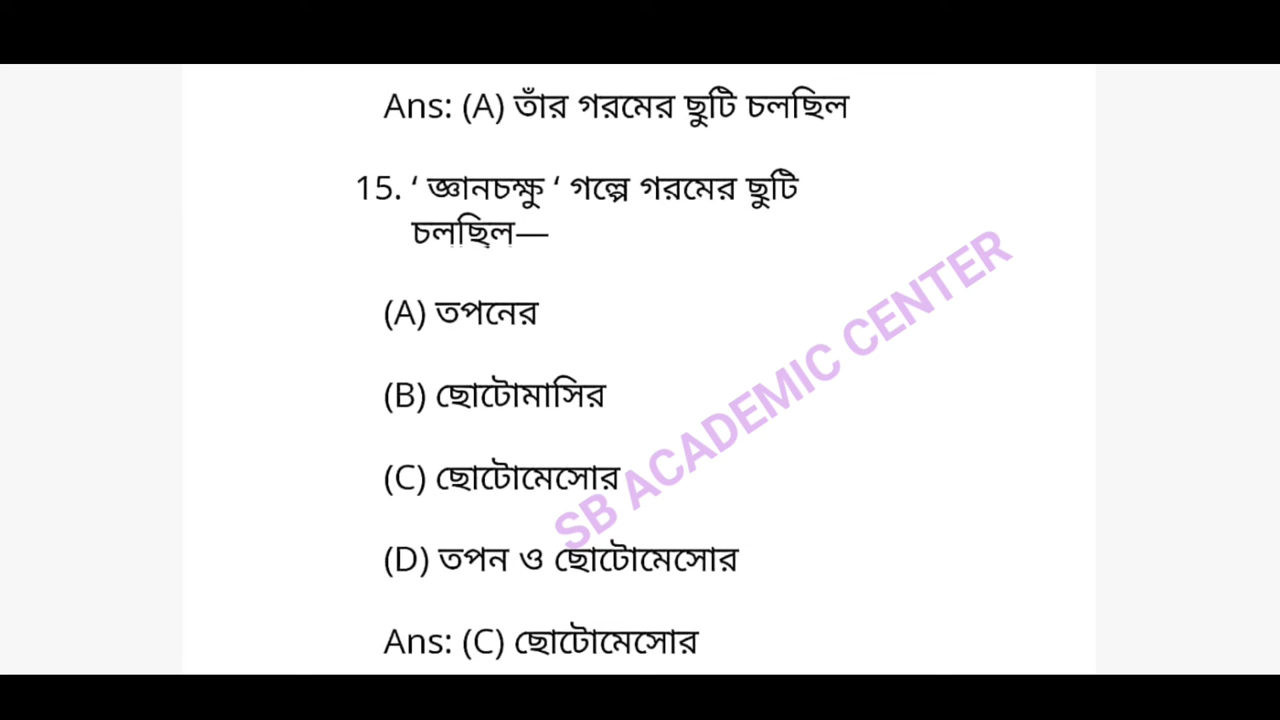 Ans: (A) তাঁর গরমের ছুটি চলছিল
15. ‘ জ্ঞানচক্ষু ‘ গল্পে গরমের ছুটি
চলছিল—
(A) তপনের
(B) ছোটোমাসির
(C) ছোটোমেসোর
(D) তপন ও ছোটোমেসোর
Ans: (C) ছোটোমেসোর
SB ACADEMIC CENTER